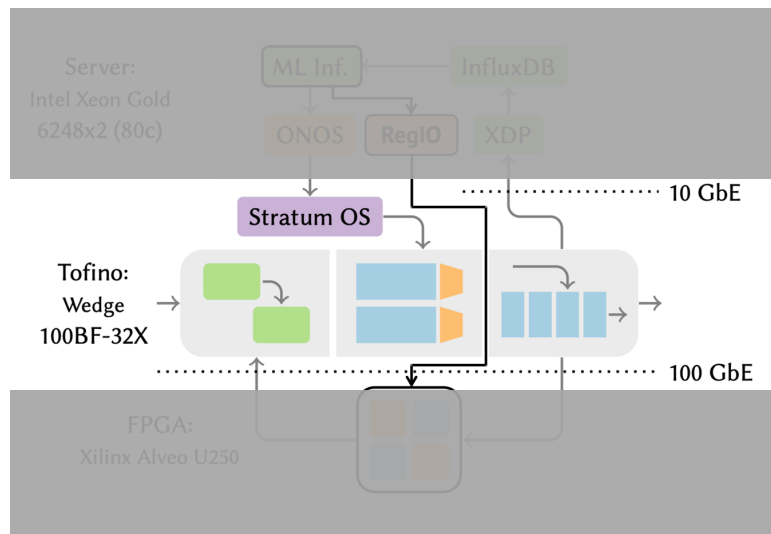 Server:
Intel Xeon Gold
6248x2 (80c)
ML Inf.
InfluxDB
ONOS
RegIO
XDP
10 GbE
Stratum OS
Tofino:
Wedge
100BF-32X
100 GbE
FPGA:
Xilinx Alveo U250